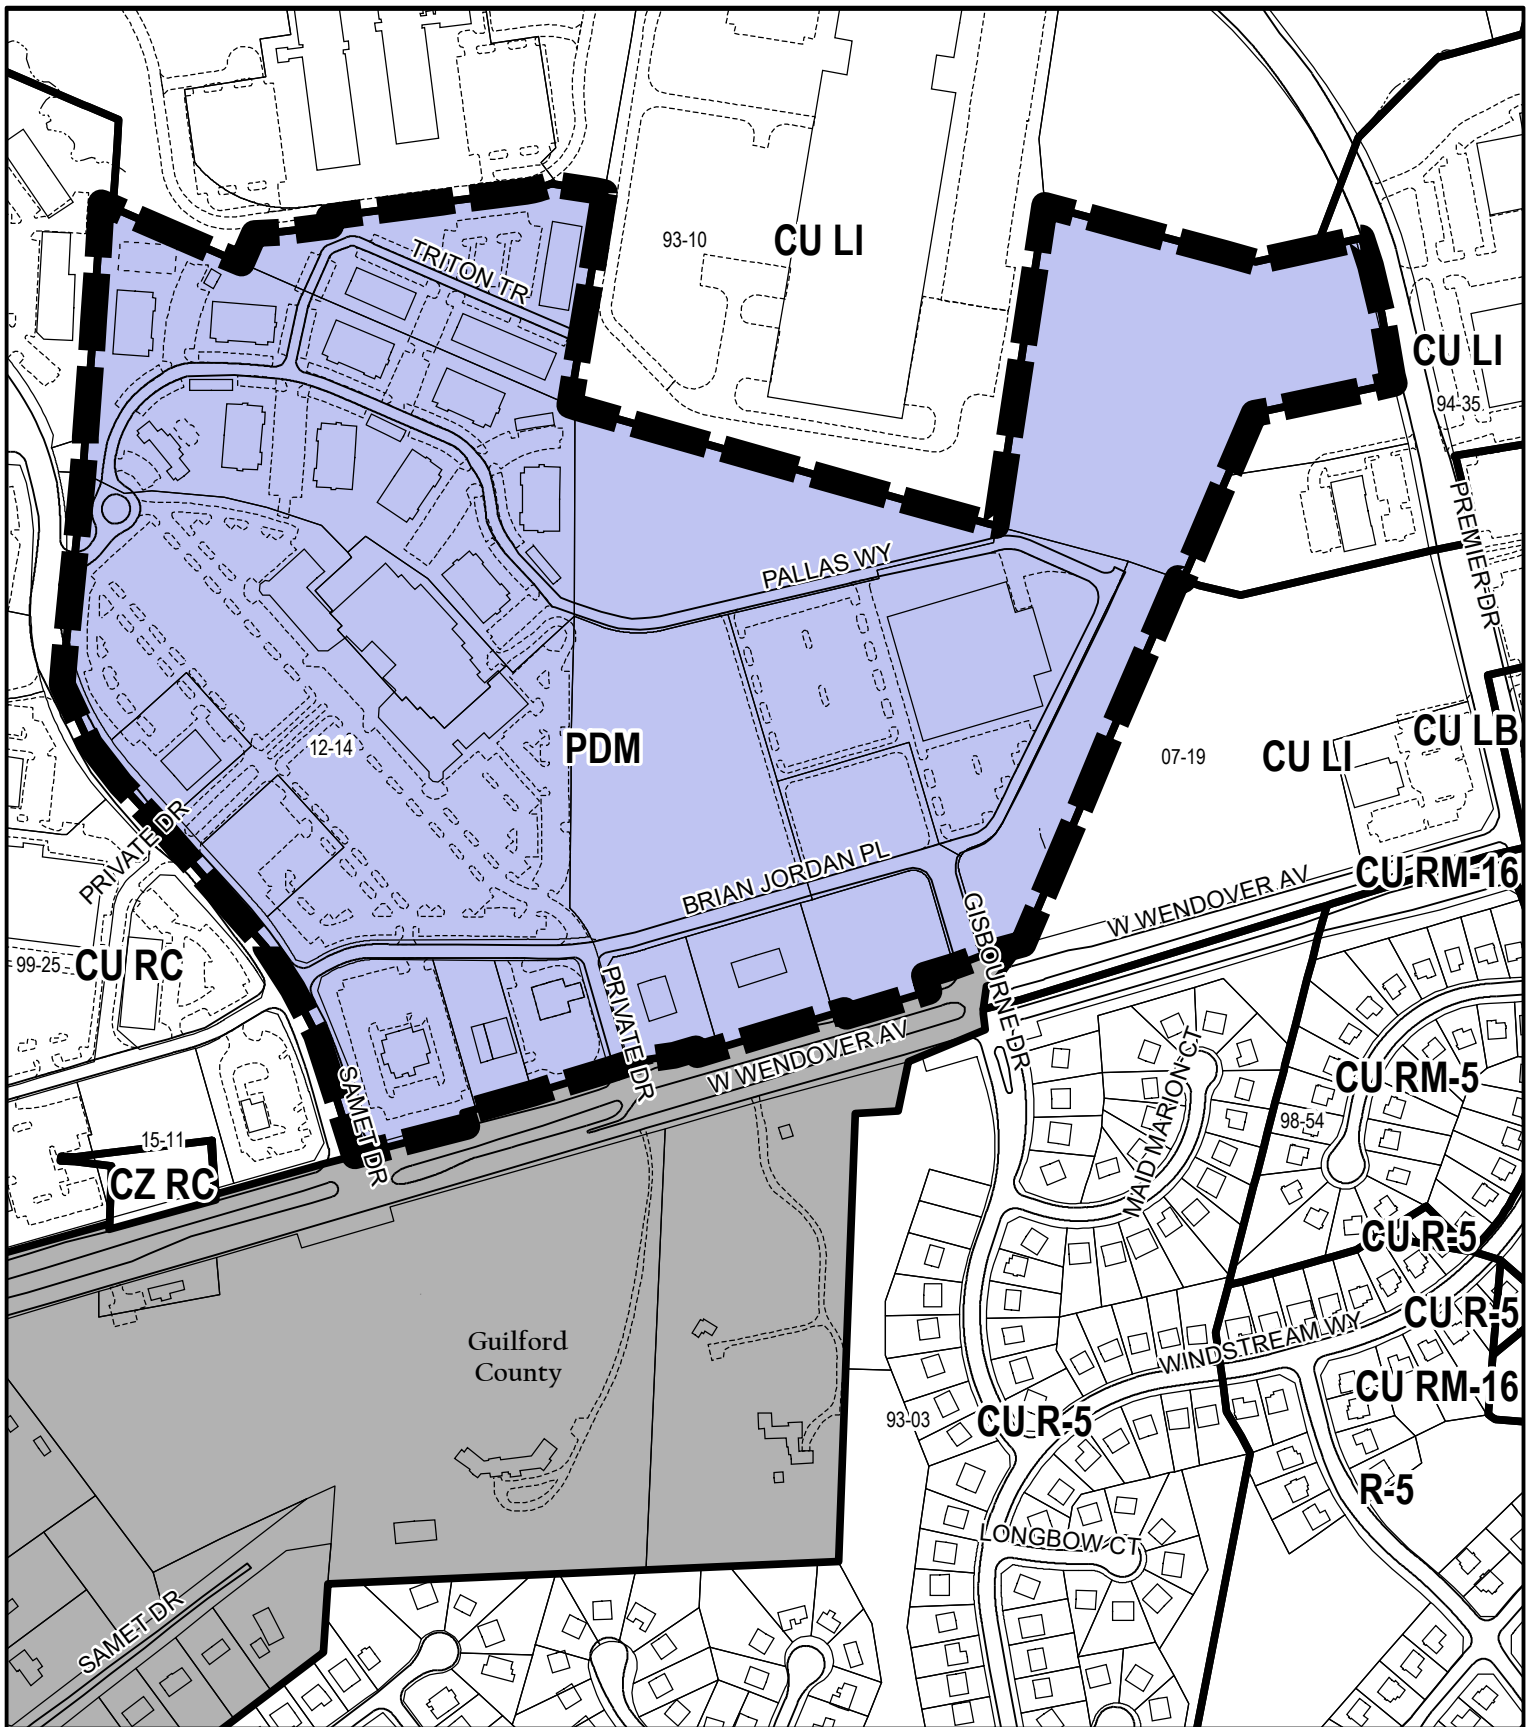 93-10
CU LI
TRITON TR
CU LI
94-35
PREMIER DR
PALLAS WY
12-14
PDM
07-19
CU LI
CU LB
PRIVATE DR
BRIAN JORDAN PL
CU RM-16
W WENDOVER AV
GISBOURNE DR
99-25
CU RC
PRIVATE DR
W WENDOVER AV
SAMET DR
MAID MARION CT
CU RM-5
98-54
15-11
CZ RC
CU R-5
CU R-5
WINDSTREAM WY
Guilford
County
CU RM-16
93-03
CU R-5
R-5
LONGBOW CT
SAMET DR